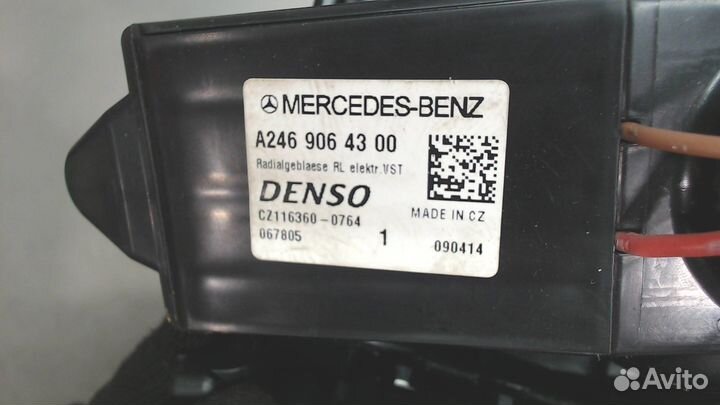 MERCEDES-BENZ
A246 906 43 00
Radialgeblaese RL elektr.VST
DENSO
MADE IN CZ
CZ116360-0764
067805 1 090414
Avito